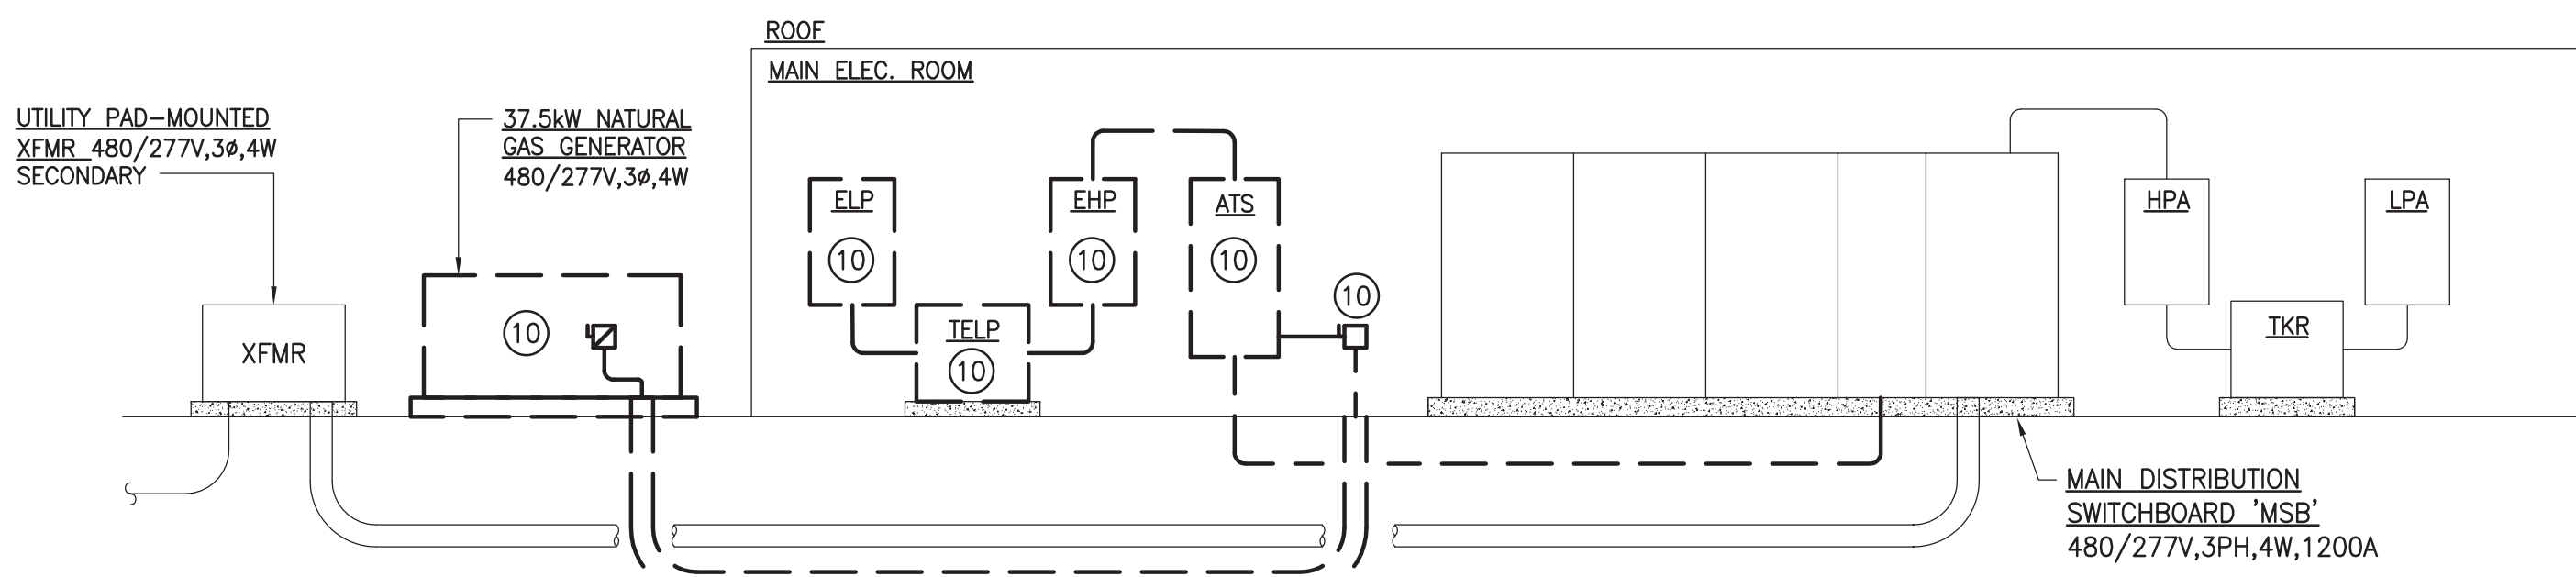 ROOF
MAIN ELEC. ROOM
UTILITY PAD-MOUNTED
XFMR 480/277V,3ø,4W
SECONDARY
37.5kW NATURAL
GAS GENERATOR
480/277V,3ø,4W
ELP
10
EHP
10
ATS
10
10
HPA
LPA
XFMR
10
TELP
10
TKR
MAIN DISTRIBUTION
SWITCHBOARD 'MSB'
480/277V,3PH,4W,1200A